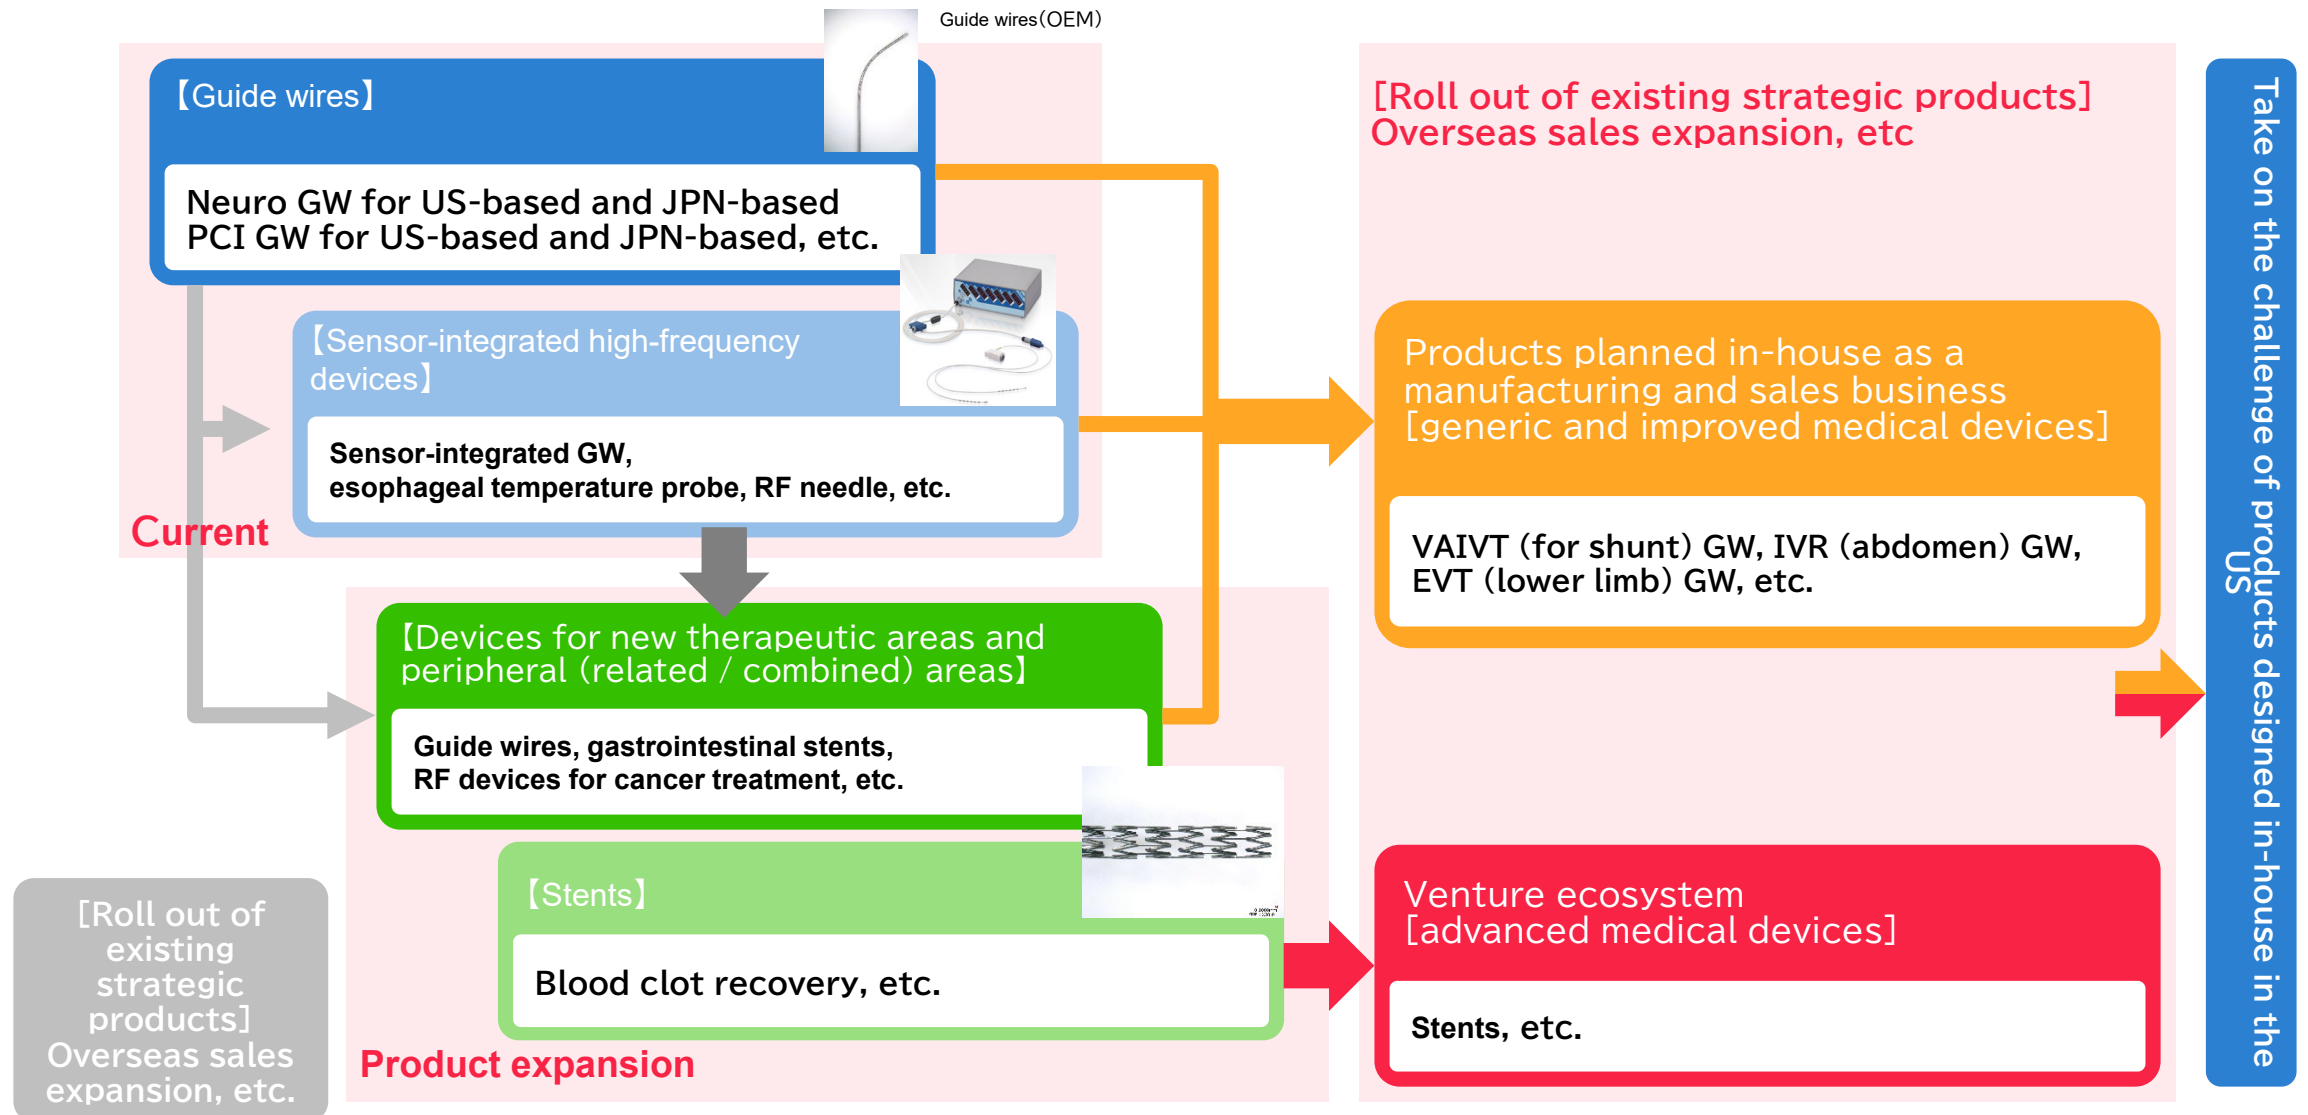 Guide wires(OEM)
【Guide wires】
Neuro GW for US-based and JPN-based
PCI GW for US-based and JPN-based, etc.
【Sensor-integrated high-frequency
devices】
Sensor-integrated GW,
esophageal temperature probe, RF needle, etc.
Current
【Devices for new therapeutic areas and
peripheral (related / combined) areas】
Guide wires, gastrointestinal stents,
RF devices for cancer treatment, etc.
【Stents】
Blood clot recovery, etc.
Product expansion
[Roll out of
existing
strategic
products]
Overseas sales
expansion, etc.
[Roll out of existing strategic products]
Overseas sales expansion, etc
Products planned in-house as a
manufacturing and sales business
[generic and improved medical devices]
VAIVT (for shunt) GW, IVR (abdomen) GW,
EVT (lower limb) GW, etc.
Venture ecosystem
[advanced medical devices]
Stents, etc.
Take on the challenge of products designed in-house in the
US